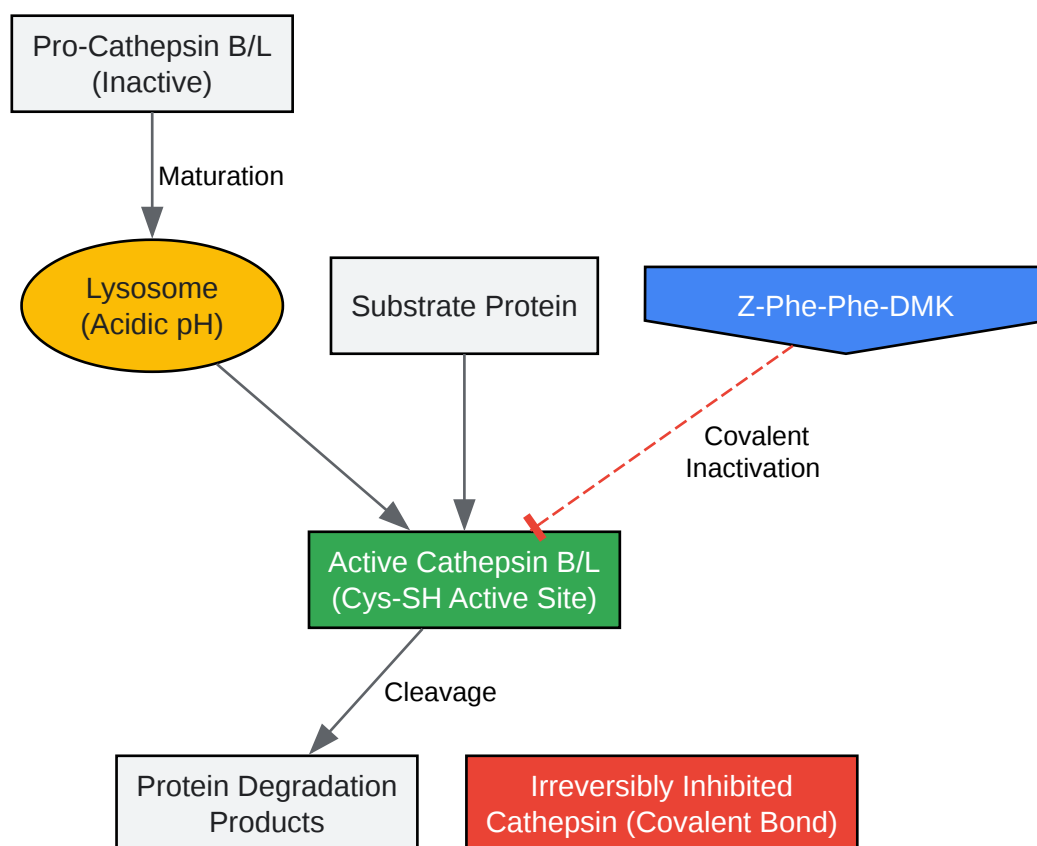 Pro-Cathepsin B/L
(Inactive)
Maturation
Lysosome
(Acidic pH)
Substrate Protein
Z-Phe-Phe-DMK
Covalent
Inactivation
Active Cathepsin B/L
(Cys-SH Active Site)
Cleavage
Protein Degradation
Products
Irreversibly Inhibited
Cathepsin (Covalent Bond)